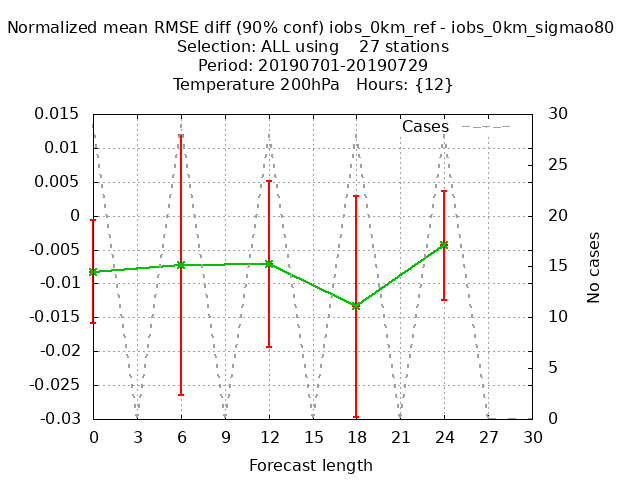 Normalized mean RMSE diff (90% conf) iobs_0km_ref - iobs_0km_sigmao80
Selection: ALL using    27 stations
Period: 20190701-20190729
Temperature 200hPa   Hours: {12}
Cases
0.015
0.01
0.005
0
-0.005
-0.01
-0.015
-0.02
-0.025
-0.03
30
25
20
15
10
5
0
No cases
0 3 6 9 12 15 18 21 24 27 30
Forecast length